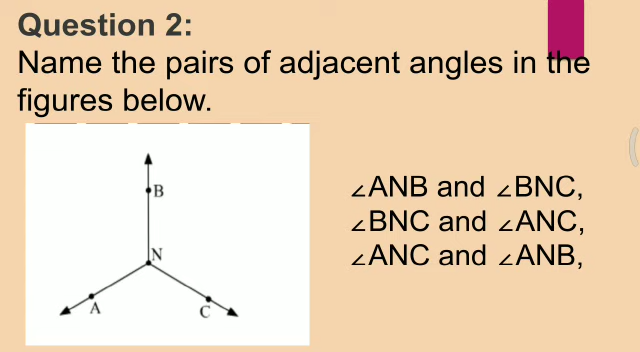 Question 2:
Name the pairs of adjacent angles in the
figures below.
B
N
A
C
∠ANB and ∠BNC,
∠BNC and ∠ANC,
∠ANC and ∠ANB,